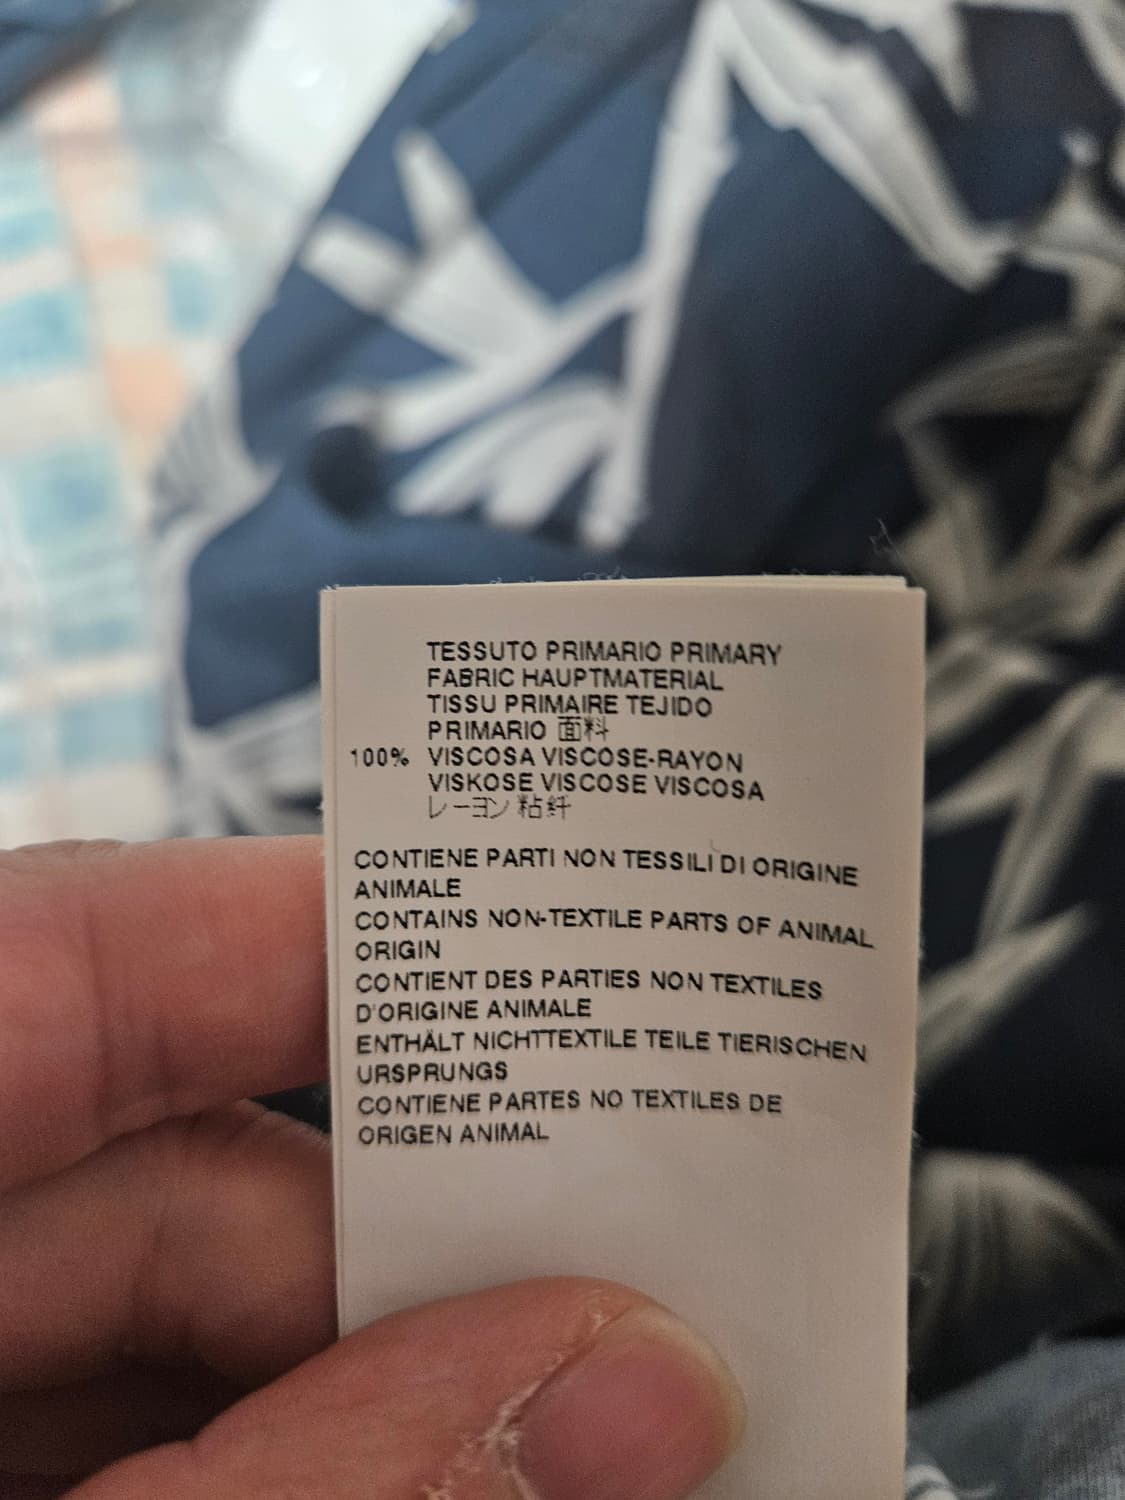 TESSUTO PRIMARIO PRIMARY
FABRIC HAUPTMATERIAL
TISSU PRIMAIRE TEJIDO
PRIMARIO 面料
100% VISCOSA VISCOSE-RAYON
VISKOSE VISCOSE VISCOSA
レーヨン 粘纤
CONTIENE PARTI NON TESSILI DI ORIGINE
ANIMALE
CONTAINS NON-TEXTILE PARTS OF ANIMAL
ORIGIN
CONTIENT DES PARTIES NON TEXTILES
D'ORIGINE ANIMALE
ENTHÄLT NICHTTEXTILE TEILE TIERISCHEN
URSPRUNGS
CONTIENE PARTES NO TEXTILES DE
ORIGEN ANIMAL